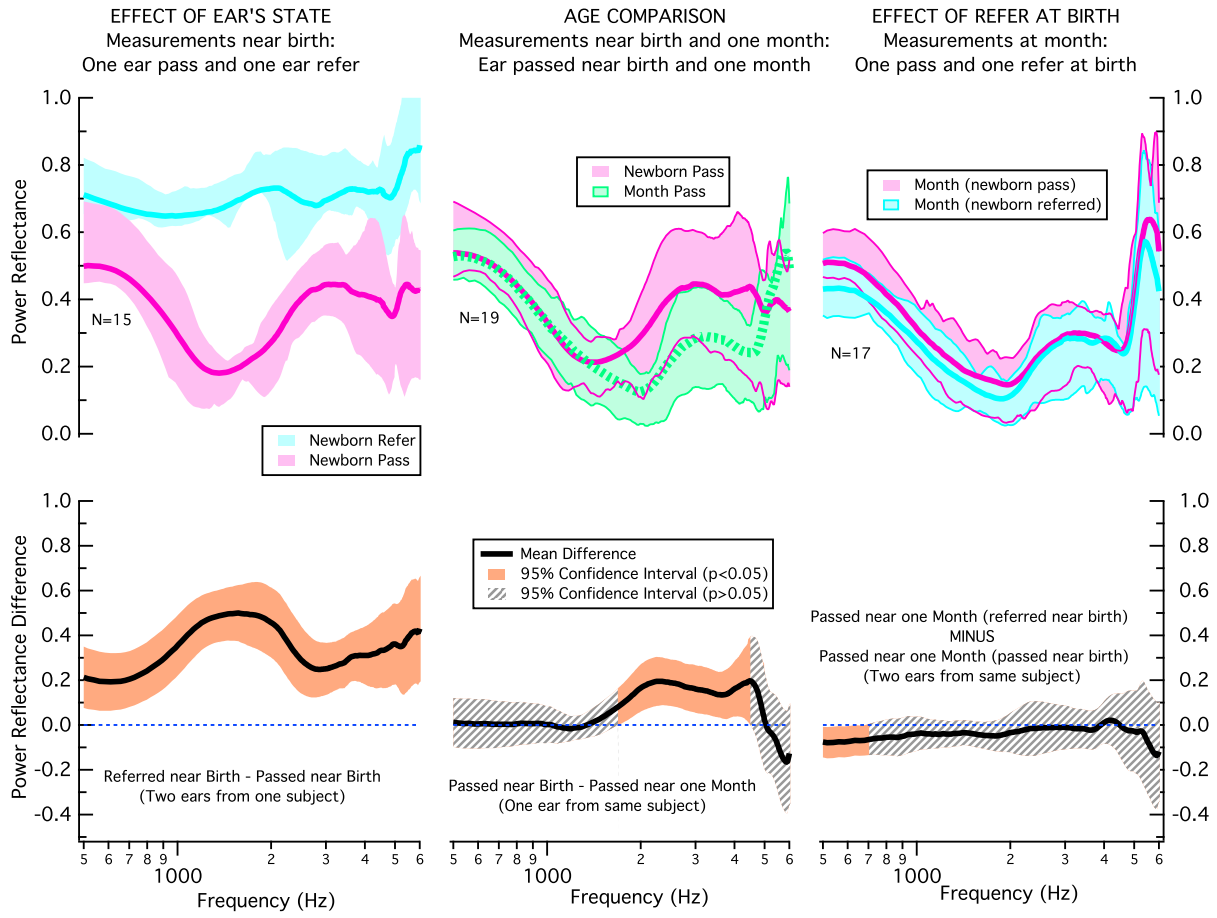 EFFECT OF EAR'S STATE
Measurements near birth:
One ear pass and one ear refer
AGE COMPARISON
Measurements near birth and one month:
Ear passed near birth and one month
EFFECT OF REFER AT BIRTH
Measurements at month:
One pass and one refer at birth
Power Reflectance
1.0
0.8
0.6
0.4
0.2
0.0
N=15
Newborn Refer
Newborn Pass
Newborn Pass
Month Pass
N=19
Month (newborn pass)
Month (newborn referred)
N=17
1.0
0.8
0.6
0.4
0.2
0.0
Power Reflectance Difference
1.0
0.8
0.6
0.4
0.2
0.0
-0.2
-0.4
Referred near Birth - Passed near Birth
(Two ears from one subject)
5 6 7 8 9 2 3 4 5 6
1000
Frequency (Hz)
Mean Difference
95% Confidence Interval (p<0.05)
95% Confidence Interval (p>0.05)
Passed near Birth - Passed near one Month
(One ear from same subject)
5 6 7 8 9 2 3 4 5 6
1000
Frequency (Hz)
Passed near one Month (referred near birth)
MINUS
Passed near one Month (passed near birth)
(Two ears from same subject)
1.0
0.8
0.6
0.4
0.2
0.0
-0.2
-0.4
5 6 7 8 9 2 3 4 5 6
1000
Frequency (Hz)